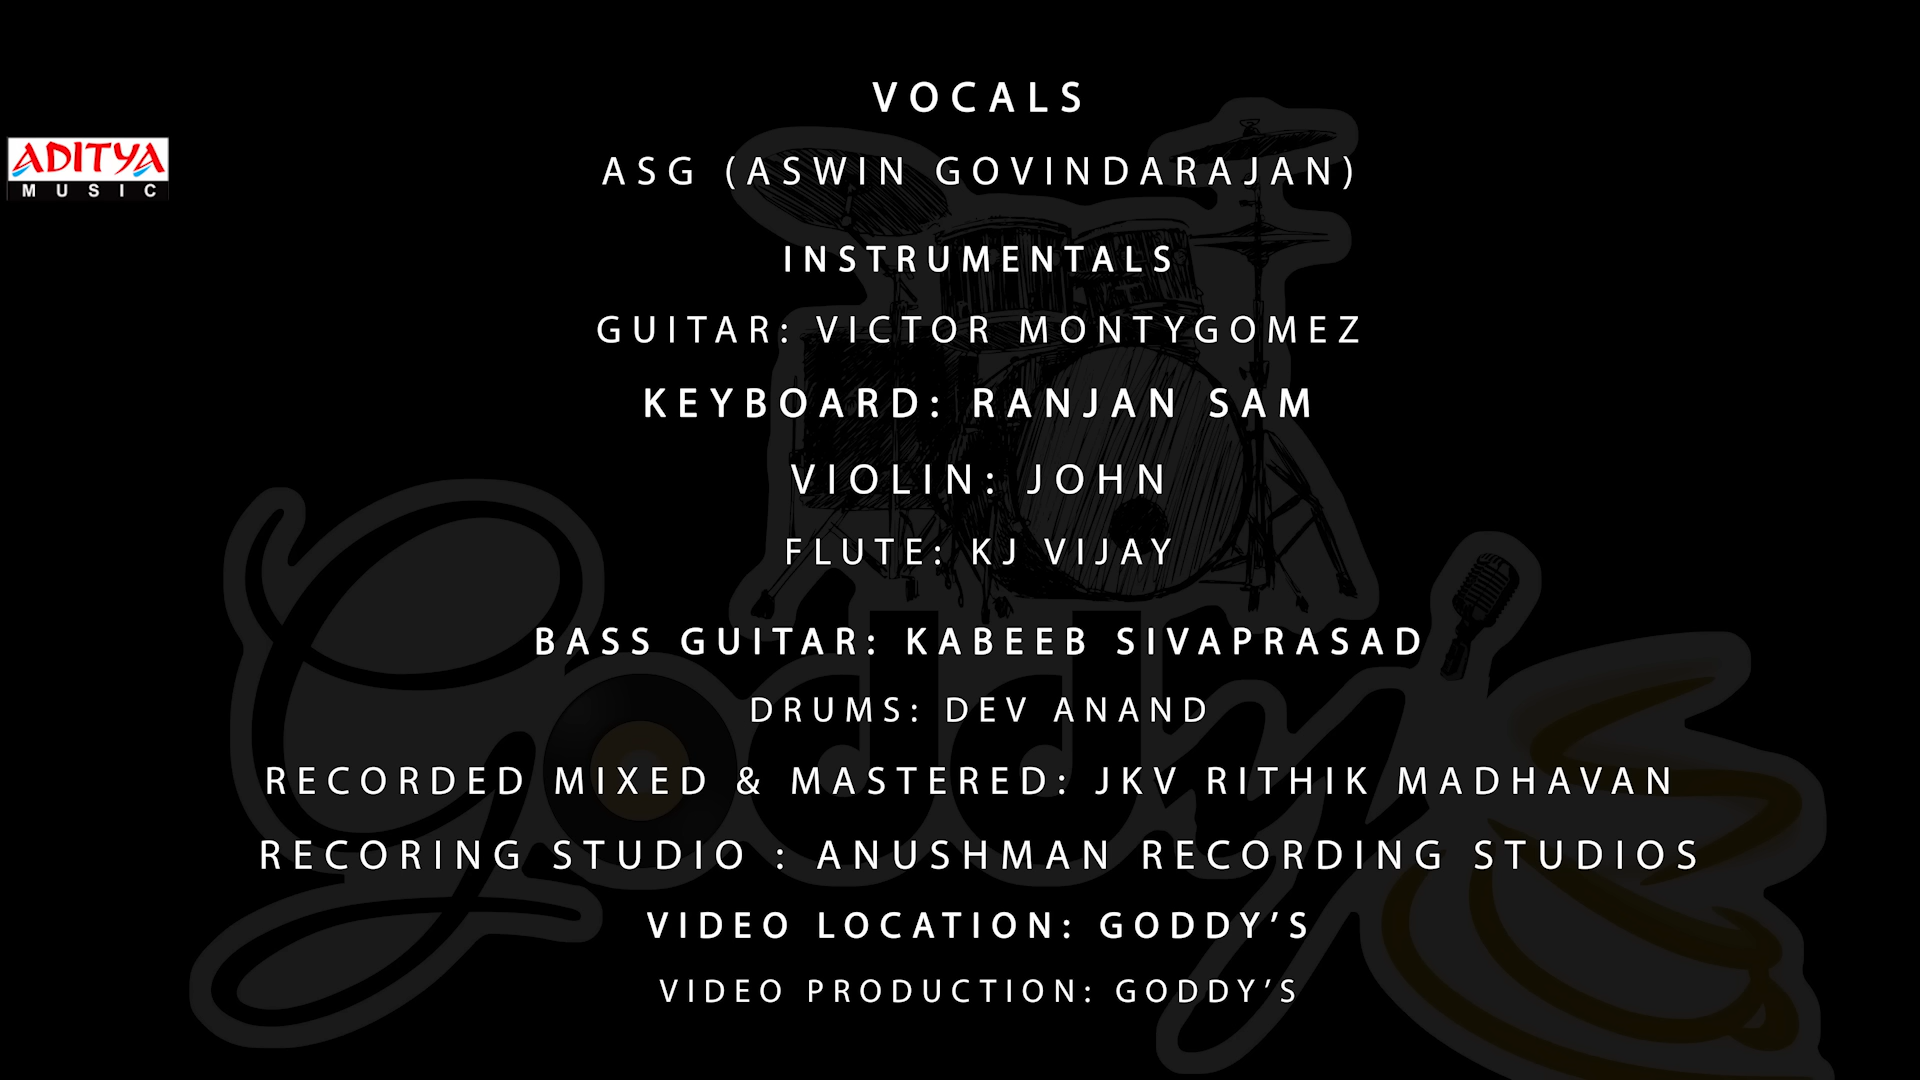 VOCALS
ADITYA
MUSIC
ASG (ASWIN GOVINDARAJAN)
INSTRUMENTALS
GUITAR: VICTOR MONTYGOMEZ
KEYBOARD: RANJAN SAM
VIOLIN: JOHN
FLUTE: KJ VIJAY
BASS GUITAR: KABEEB SIVAPRASAD
DRUMS: DEV ANAND
RECORDED MIXED & MASTERED: JKV RITHIK MADHAVAN
RECORING STUDIO : ANUSHMAN RECORDING STUDIOS
VIDEO LOCATION: GODDY’S
VIDEO PRODUCTION: GODDY’S
Goddy's